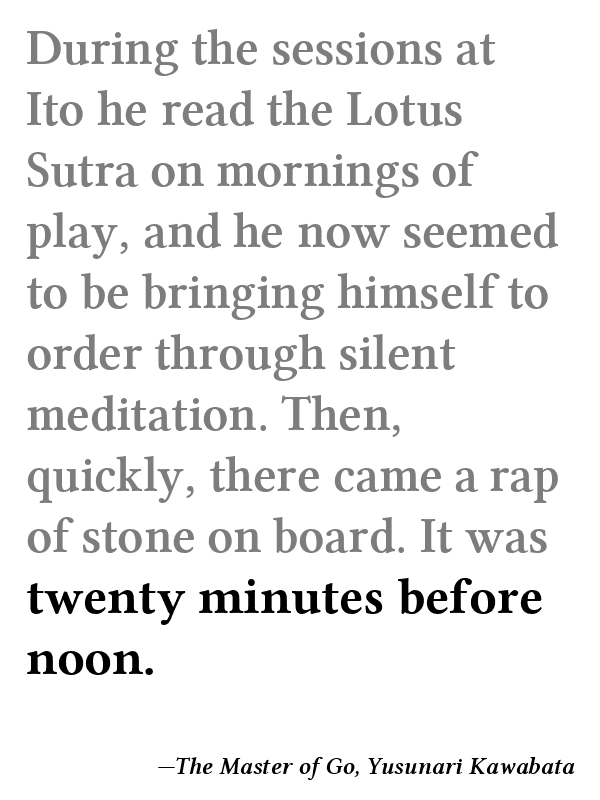 During the sessions at
Ito he read the Lotus
Sutra on mornings of
play, and he now seemed
to be bringing himself to
order through silent
meditation. Then,
quickly, there came a rap
of stone on board. It was
twenty minutes before
noon.
—The Master of Go, Yusunari Kawabata